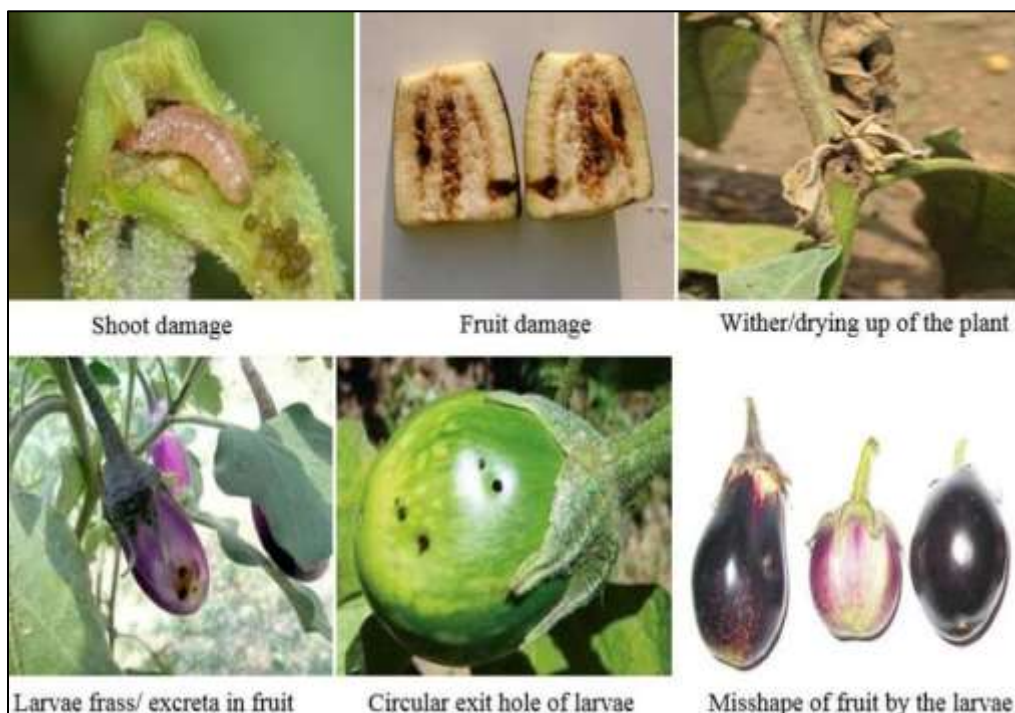 Shoot damage
Fruit damage
Wither/drying up of the plant
Larvae frass/ excreta in fruit
Circular exit hole of larvae
Misshape of fruit by the larvae